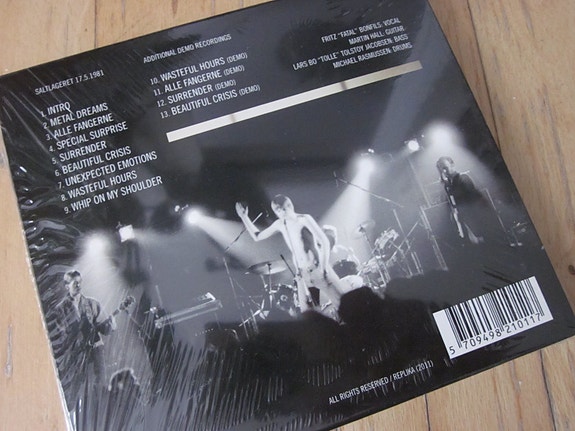 SALTLAGERET 17.5.1981
1. INTRO
2. METAL DREAMS
3. ALLE FANGERNE
4. SPECIAL SURPRISE
5. SURRENDER
6. BEAUTIFUL CRISIS
7. UNEXPECTED EMOTIONS
8. WASTEFUL HOURS
9. WHIP ON MY SHOULDER
ADDITIONAL DEMO RECORDINGS
10. WASTEFUL HOURS (DEMO)
11. ALLE FANGERNE (DEMO)
12. SURRENDER (DEMO)
13. BEAUTIFUL CRISIS (DEMO)
FRITZ "FATAL" BONFILS: VOCAL
MARTIN HALL: GUITAR
LARS BO "TOLLE" TOLSTOY JACOBSEN: BASS
MICHAEL RASMUSSEN: DRUMS
5 709498 210117
ALL RIGHTS RESERVED / REPLIKA (2011)